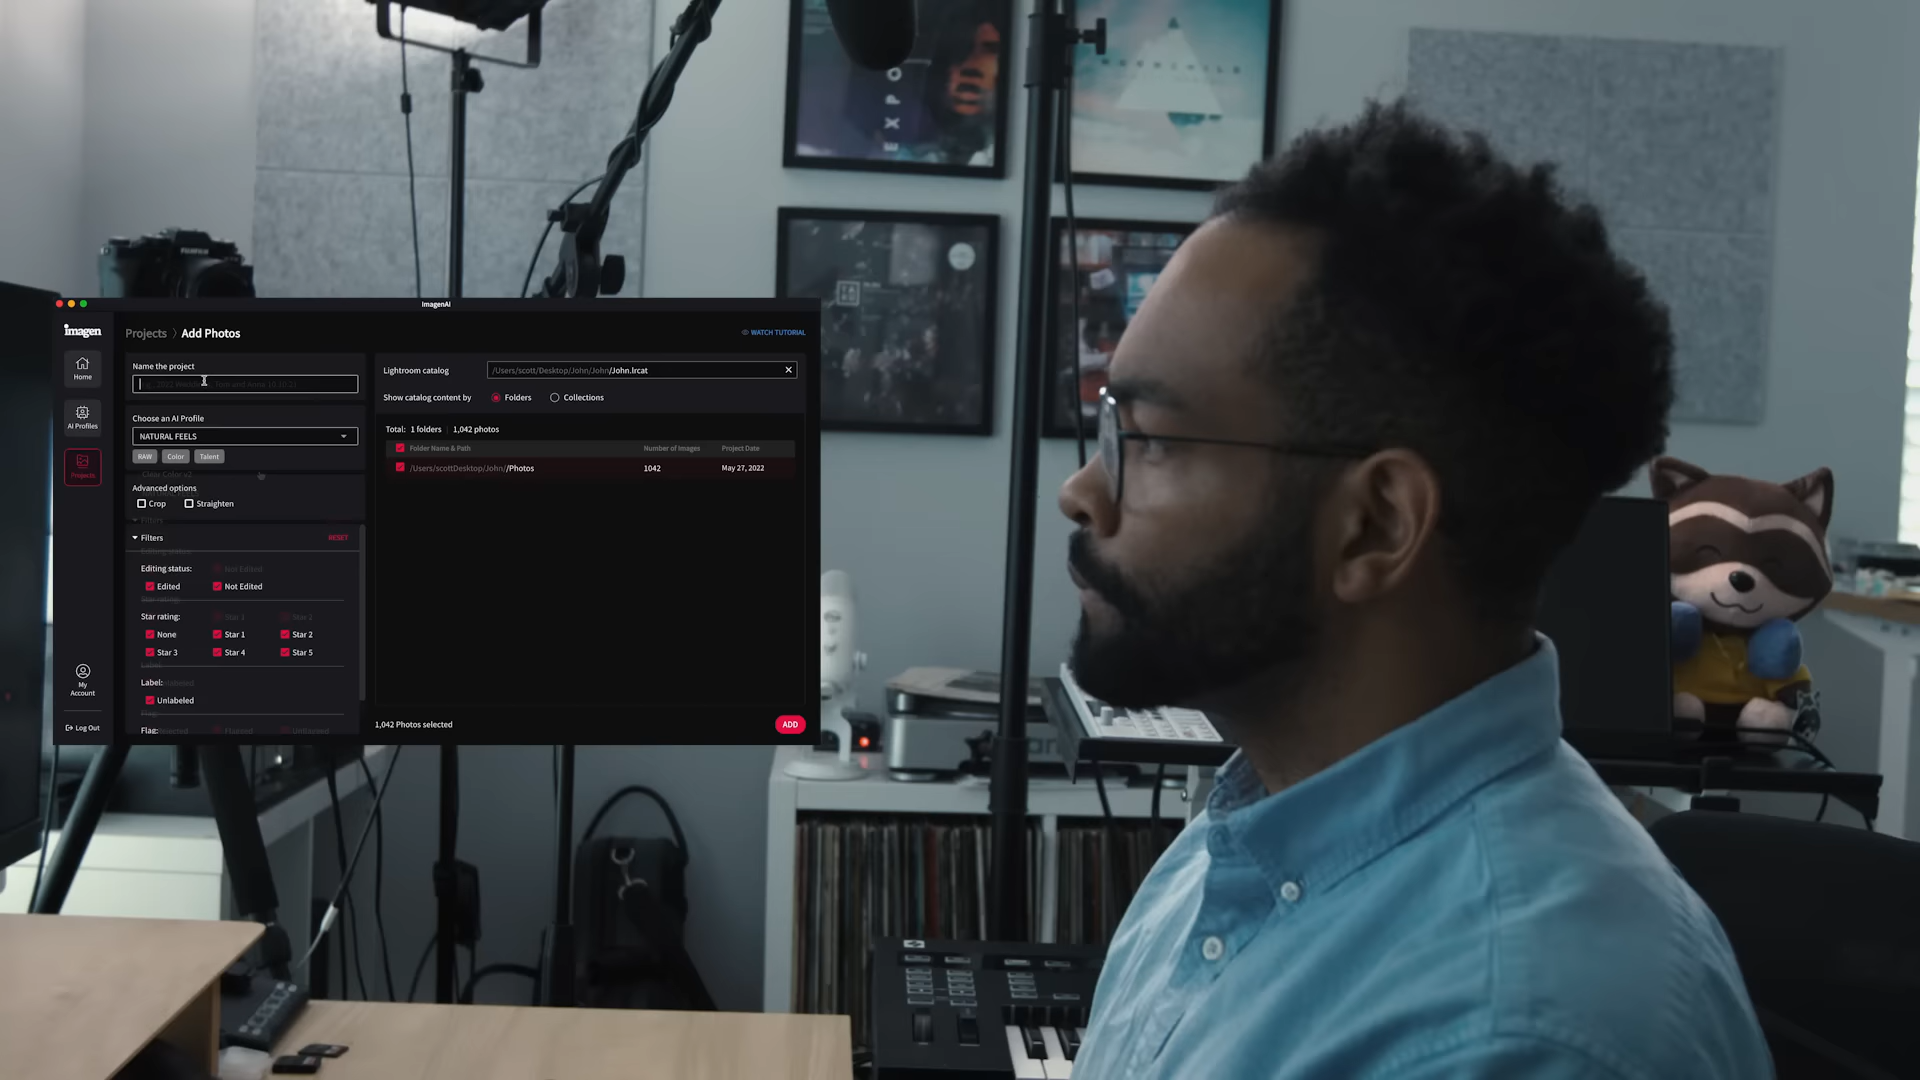 EXPO
MOONCHILD
FUJIFILM
ImagenAI
imagen
Projects > Add Photos
WATCH TUTORIAL
Home
AI Profiles
Projects
My
Account
Log Out
Name the project
Choose an AI Profile
NATURAL FEELS
RAW Color Talent
Advanced options
Crop Straighten
Filters RESET
Editing status:
Edited Not Edited
Star rating:
None Star 1 Star 2
Star 3 Star 4 Star 5
Label:
Unlabeled
Flag:
Lightroom catalog /Users/scott/Desktop/John/John/John.lrcat
Show catalog content by Folders Collections
Total: 1 folders | 1,042 photos
Folder Name & Path Number of Images Project Date
/Users/scottDesktop/John//Photos 1042 May 27, 2022
1,042 Photos selected
ADD